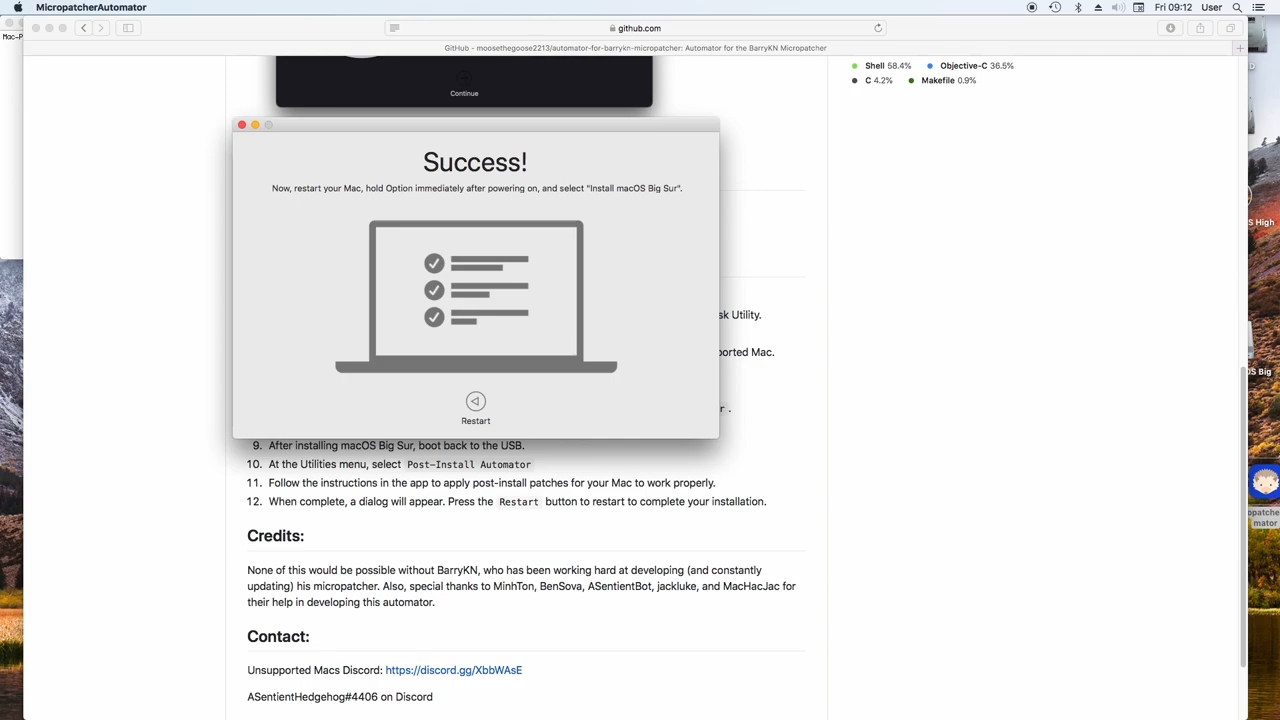 MicropatcherAutomator
Fri 09:12 User
Mac-P
github.com
GitHub - moosethegoose2213/automator-for-barrykn-micropatcher: Automator for the BarryKN Micropatcher
Shell 58.4% Objective-C 36.5%
C 4.2% Makefile 0.9%
Continue
Success!
Now, restart your Mac, hold Option immediately after powering on, and select "Install macOS Big Sur".
Restart
sk Utility.
orted Mac.
r .
9. After installing macOS Big Sur, boot back to the USB.
10. At the Utilities menu, select Post-Install Automator
11. Follow the instructions in the app to apply post-install patches for your Mac to work properly.
12. When complete, a dialog will appear. Press the Restart button to restart to complete your installation.
Credits:
None of this would be possible without BarryKN, who has been working hard at developing (and constantly
updating) his micropatcher. Also, special thanks to MinhTon, BenSova, ASentientBot, jackluke, and MacHacJac for
their help in developing this automator.
Contact:
Unsupported Macs Discord: https://discord.gg/XbbWAsE
ASentientHedgehog#4406 on Discord
S High
OS Big
opatche
mator